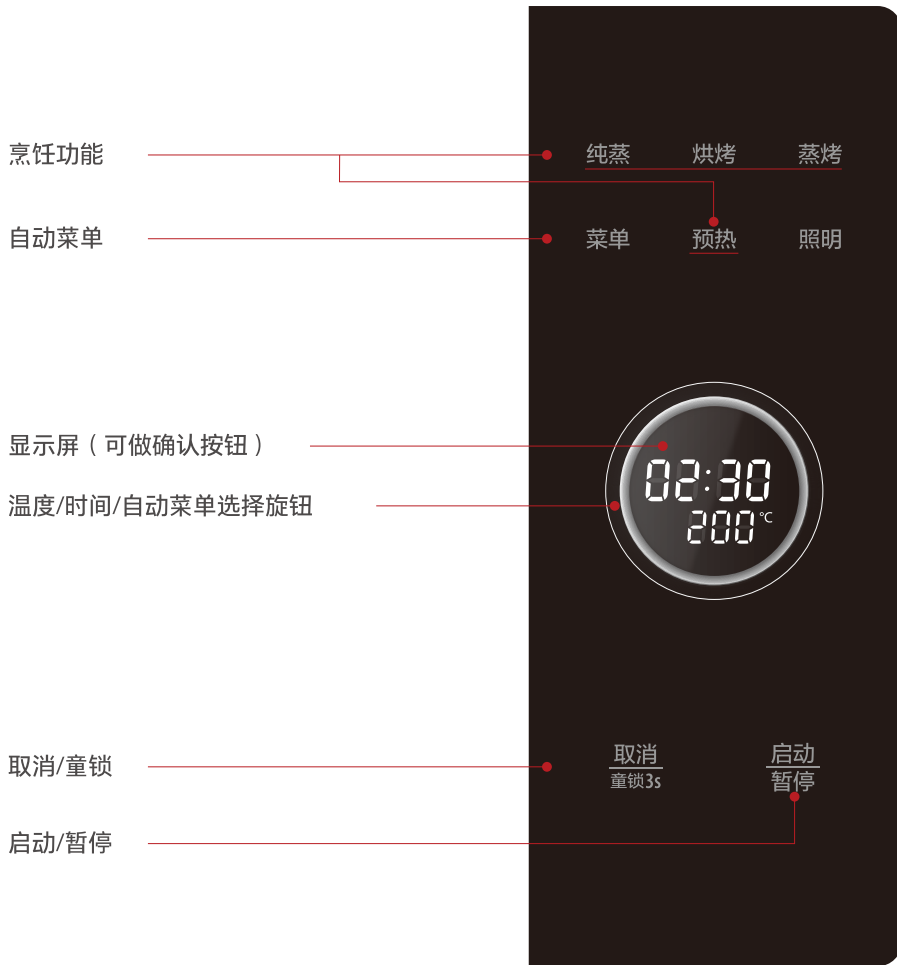 烹饪功能
纯蒸 烘烤 蒸烤
自动菜单
菜单 预热 照明
显示屏（可做确认按钮）
02:30
200℃
温度/时间/自动菜单选择旋钮
取消/童锁
取消
童锁3s
启动
暂停
启动/暂停